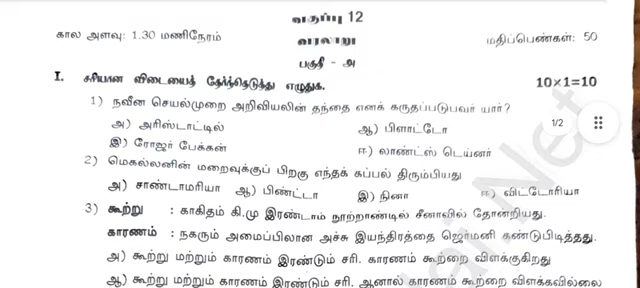 வகுப்பு 12
கால அளவு: 1.30 மணிநேரம் வரலாறு மதிப்பெண்கள்: 50
பகுதி - அ
I. சரியான விடையைத் தேர்ந்தெடுத்து எழுதுக. 10×1=10
1) நவீன செயல்முறை அறிவியலின் தந்தை எனக் கருதப்படுபவர் யார்?
அ) அரிஸ்டாட்டில் ஆ) பிளாட்டோ
1/2
இ) ரோஜர் பேக்கன் ஈ) லாண்ட்ஸ் டெய்னர்
2) மெகல்லனின் மறைவுக்குப் பிறகு எந்தக் கப்பல் திரும்பியது
அ) சாண்டாமரியா ஆ) பிண்ட்டா இ) நினா ஈ) விட்டோரியா
3) கூற்று : காகிதம் கி.மு இரண்டாம் நூற்றாண்டில் சீனாவில் தோன்றியது.
காரணம் : நகரும் அமைப்பிலான அச்சு இயந்திரத்தை ஜெர்மனி கண்டுபிடித்தது.
அ) கூற்று மற்றும் காரணம் இரண்டும் சரி. காரணம் கூற்றை விளக்குகிறது
ஆ) கூற்று மற்றும் காரணம் இரண்டும் சரி. ஆனால் காரணம் கூற்றை விளக்கவில்லை